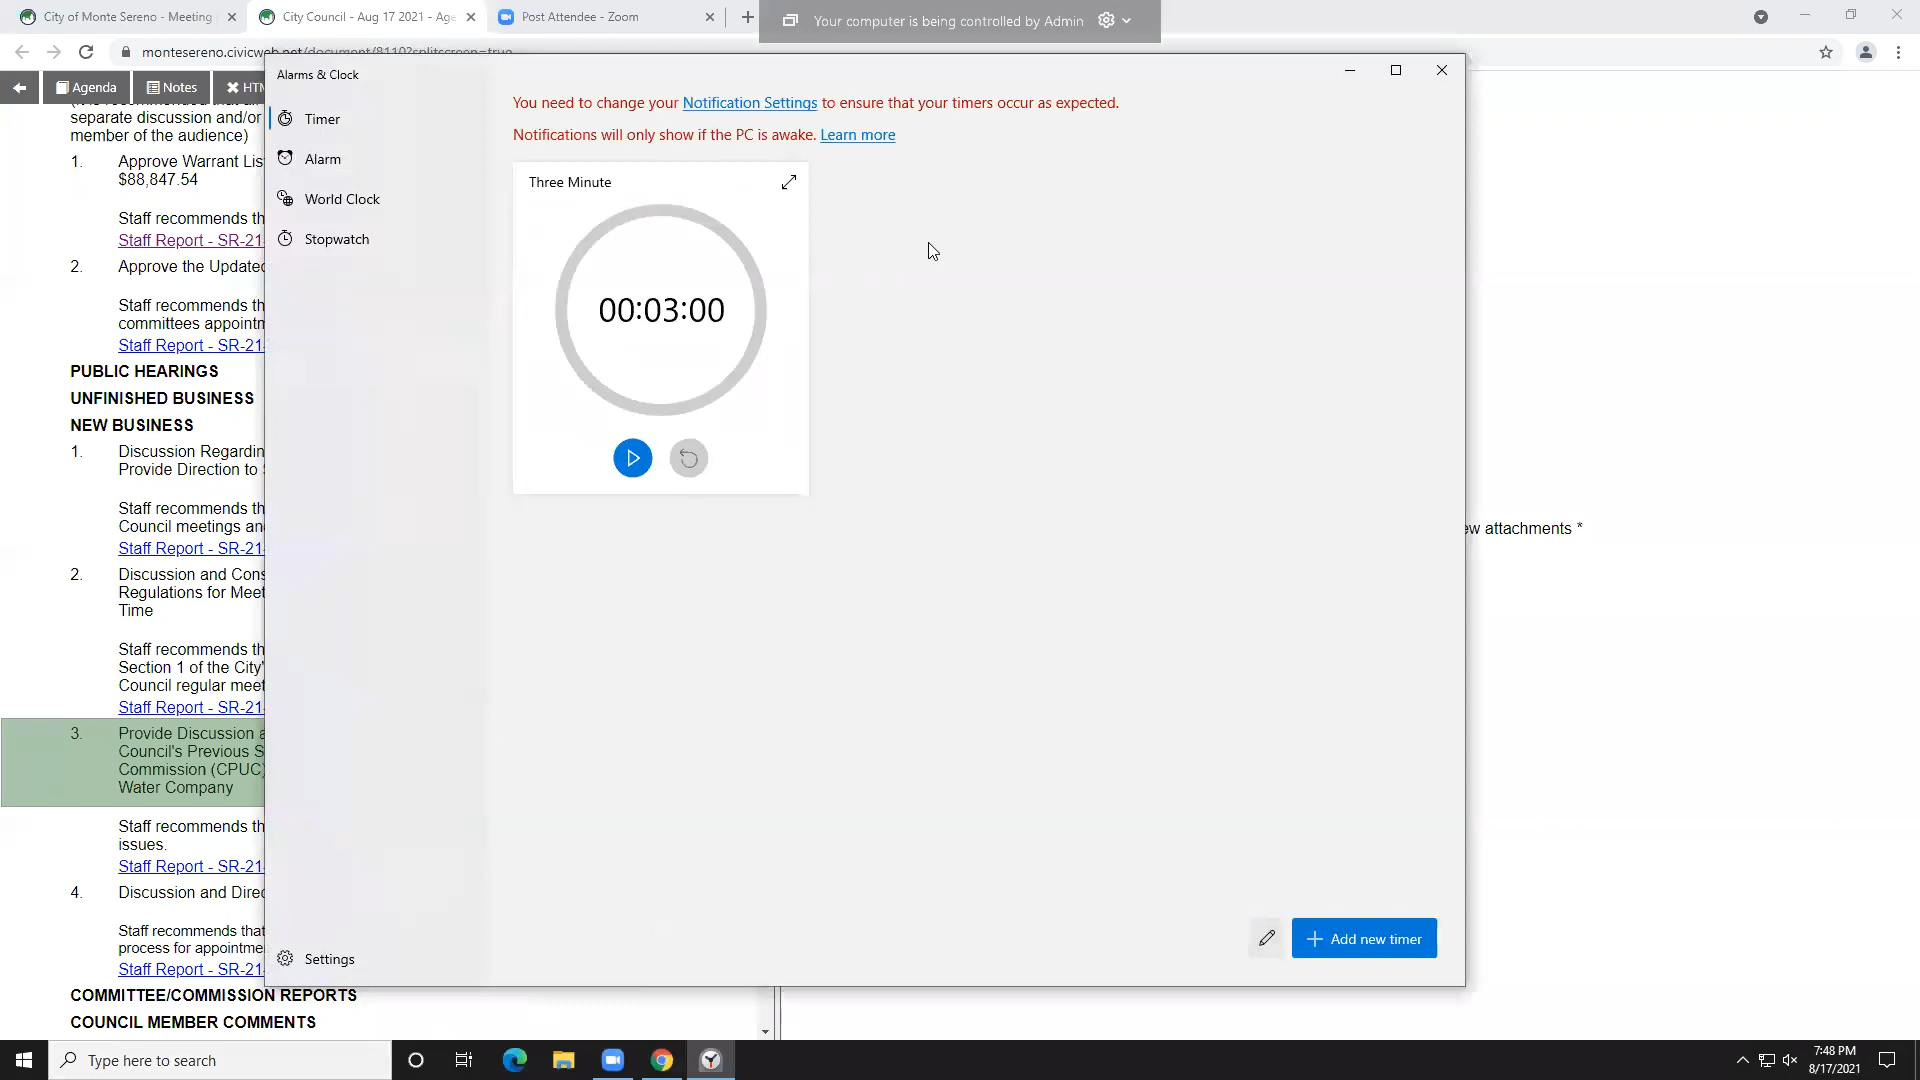 City of Monte Sereno - Meeting
City Council - Aug 17 2021 - Age
Post Attendee - Zoom
Your computer is being controlled by Admin
montesereno.civicweb.net/document/8110?splitscreen=true
Agenda
Notes
HTM
Alarms & Clock
Timer
Alarm
World Clock
Stopwatch
Settings
You need to change your Notification Settings to ensure that your timers occur as expected.
Notifications will only show if the PC is awake. Learn more
Three Minute
00:03:00
Add new timer
separate discussion and/or
member of the audience)
1. Approve Warrant Lis
$88,847.54
Staff recommends th
Staff Report - SR-21-
2. Approve the Updated
Staff recommends th
committees appointm
Staff Report - SR-21-
PUBLIC HEARINGS
UNFINISHED BUSINESS
NEW BUSINESS
1. Discussion Regardin
Provide Direction to S
Staff recommends th
Council meetings and
Staff Report - SR-21-
2. Discussion and Cons
Regulations for Meet
Time
Staff recommends th
Section 1 of the City'
Council regular meet
Staff Report - SR-21-
3. Provide Discussion a
Council's Previous S
Commission (CPUC)
Water Company
Staff recommends th
issues.
Staff Report - SR-21-
4. Discussion and Direc
Staff recommends that
process for appointme
Staff Report - SR-21-
COMMITTEE/COMMISSION REPORTS
COUNCIL MEMBER COMMENTS
ew attachments *
Type here to search
7:48 PM
8/17/2021